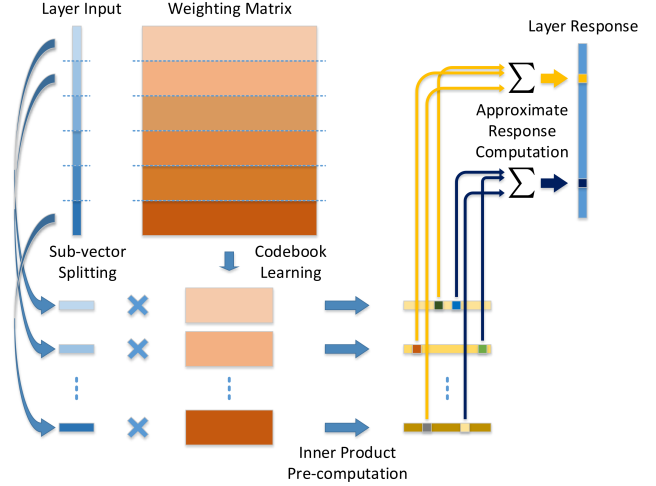 Layer Input
Weighting Matrix
Layer Response
∑
Approximate
Response
Computation
∑
Sub-vector
Splitting
Codebook
Learning
Inner Product
Pre-computation